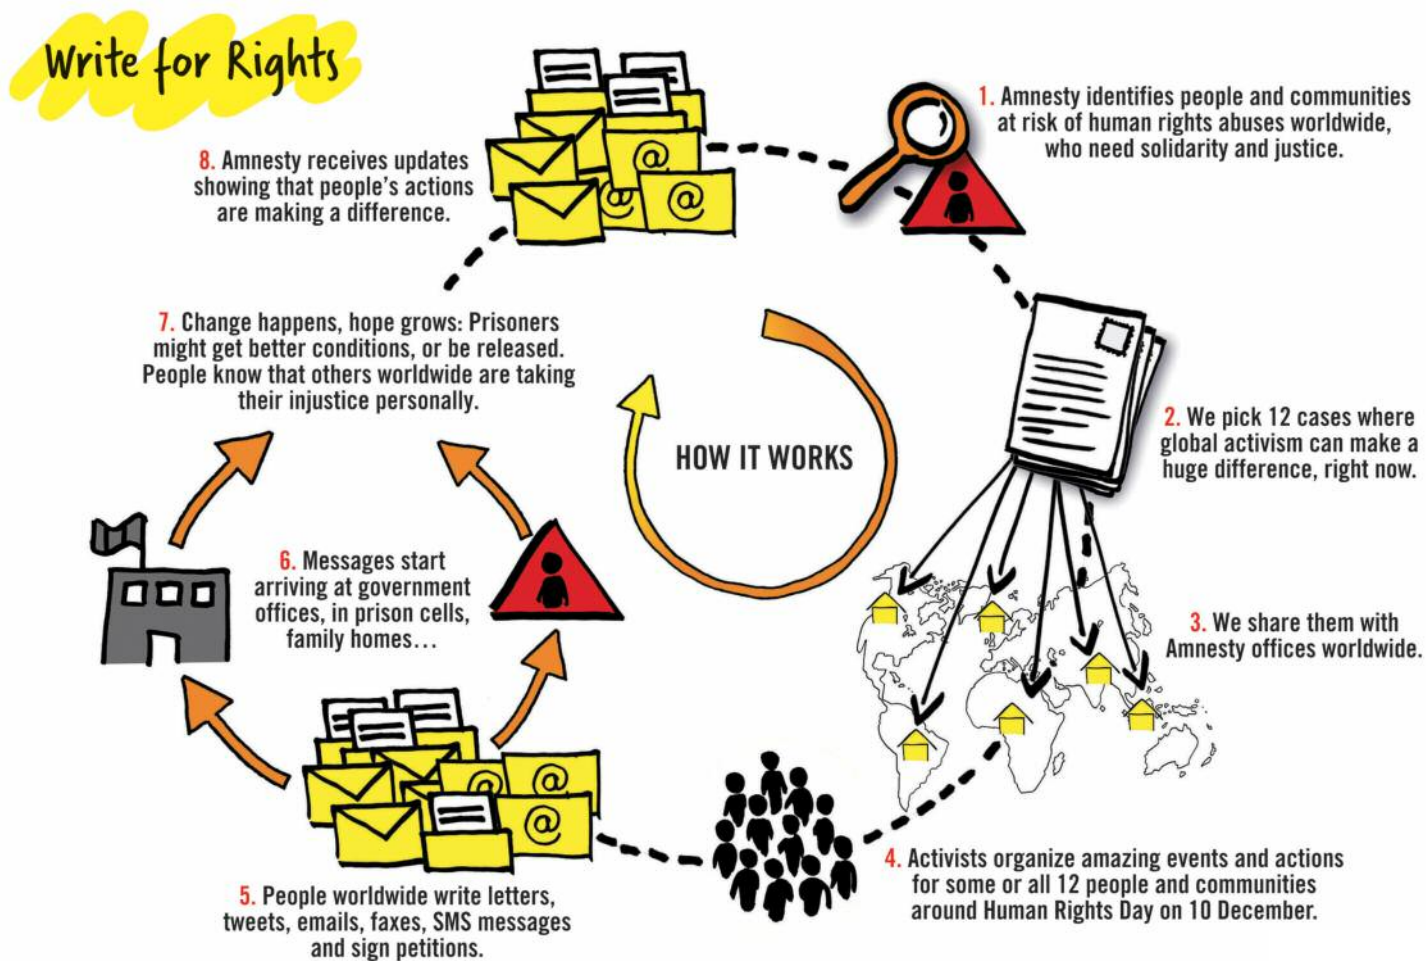 Write for Rights
1. Amnesty identifies people and communities
at risk of human rights abuses worldwide,
who need solidarity and justice.
2. We pick 12 cases where
global activism can make a
huge difference, right now.
3. We share them with
Amnesty offices worldwide.
4. Activists organize amazing events and actions
for some or all 12 people and communities
around Human Rights Day on 10 December.
5. People worldwide write letters,
tweets, emails, faxes, SMS messages
and sign petitions.
6. Messages start
arriving at government
offices, in prison cells,
family homes...
7. Change happens, hope grows: Prisoners
might get better conditions, or be released.
People know that others worldwide are taking
their injustice personally.
8. Amnesty receives updates
showing that people's actions
are making a difference.
HOW IT WORKS
@
@
@
@
@
@